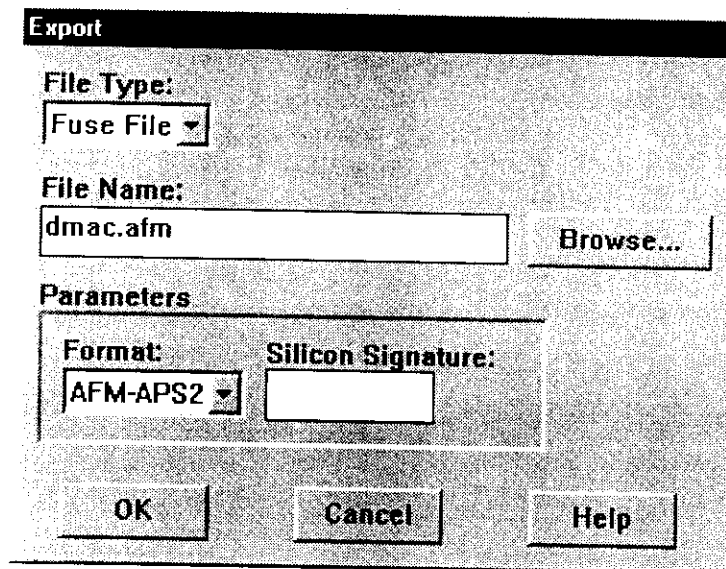 Export
File Type:
Fuse File
File Name:
dmac.afm
Browse...
Parameters
Format: Silicon Signature:
AFM-APS2
OK Cancel Help